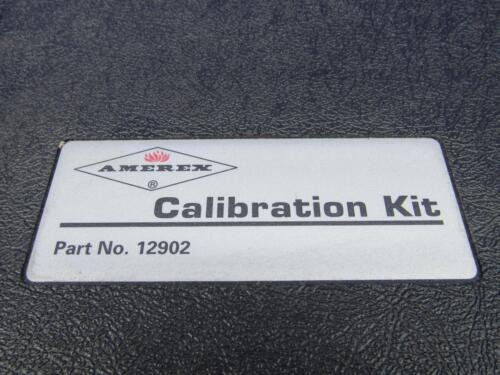 AMEREX
®
Calibration Kit
Part No. 12902